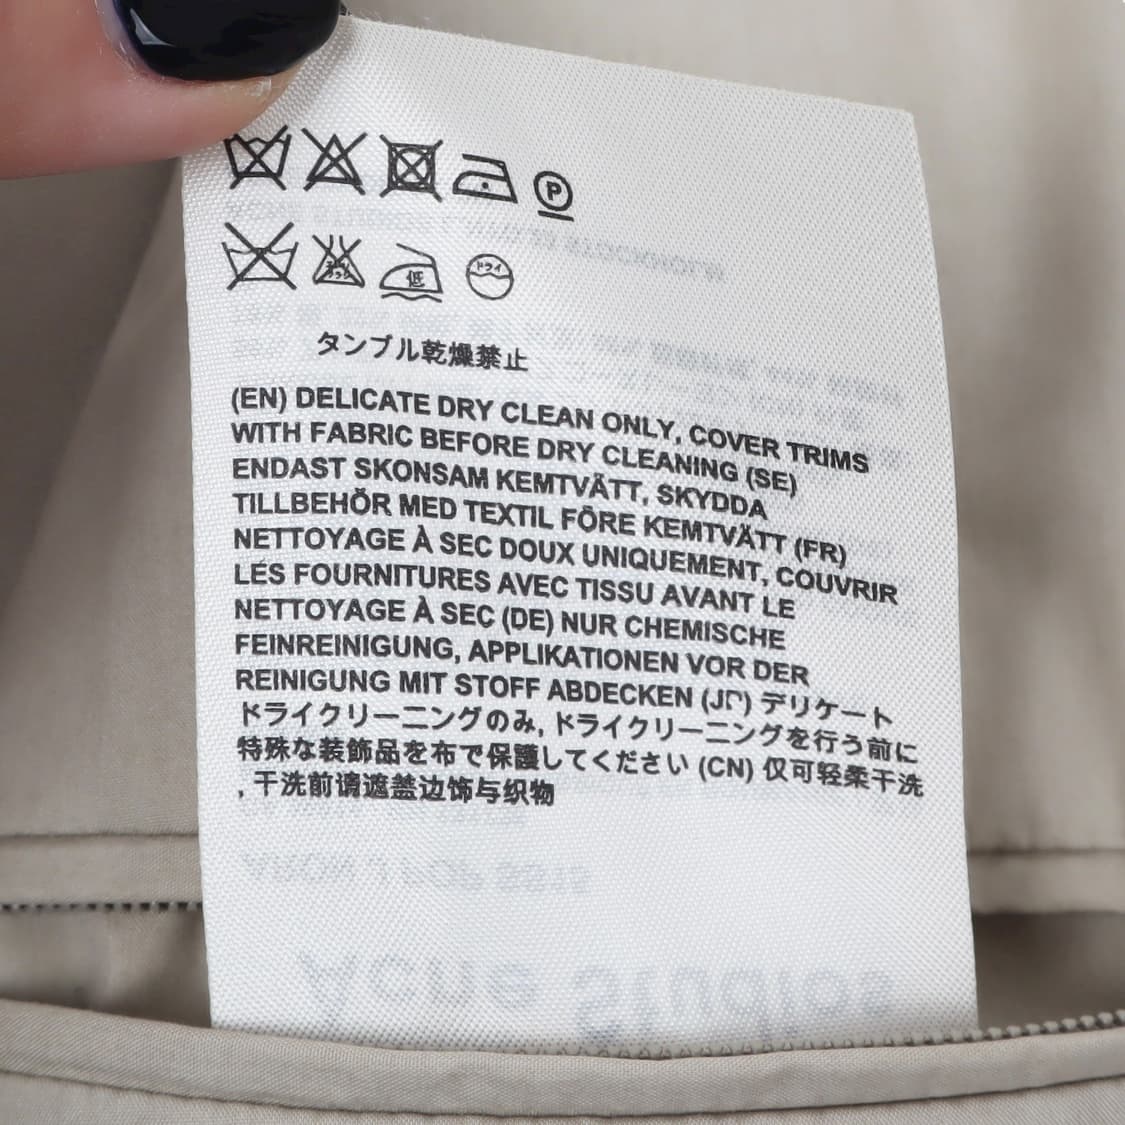 P
低
ドライ
タンブル乾燥禁止
(EN) DELICATE DRY CLEAN ONLY, COVER TRIMS
WITH FABRIC BEFORE DRY CLEANING (SE)
ENDAST SKONSAM KEMTVÄTT, SKYDDA
TILLBEHÖR MED TEXTIL FÖRE KEMTVÄTT (FR)
NETTOYAGE À SEC DOUX UNIQUEMENT, COUVRIR
LES FOURNITURES AVEC TISSU AVANT LE
NETTOYAGE À SEC (DE) NUR CHEMISCHE
FEINREINIGUNG, APPLIKATIONEN VOR DER
REINIGUNG MIT STOFF ABDECKEN (JP) デリケート
ドライクリーニングのみ, ドライクリーニングを行う前に
特殊な装飾品を布で保護してください (CN) 仅可轻柔干洗
, 干洗前请遮盖边饰与织物
Acne Studios